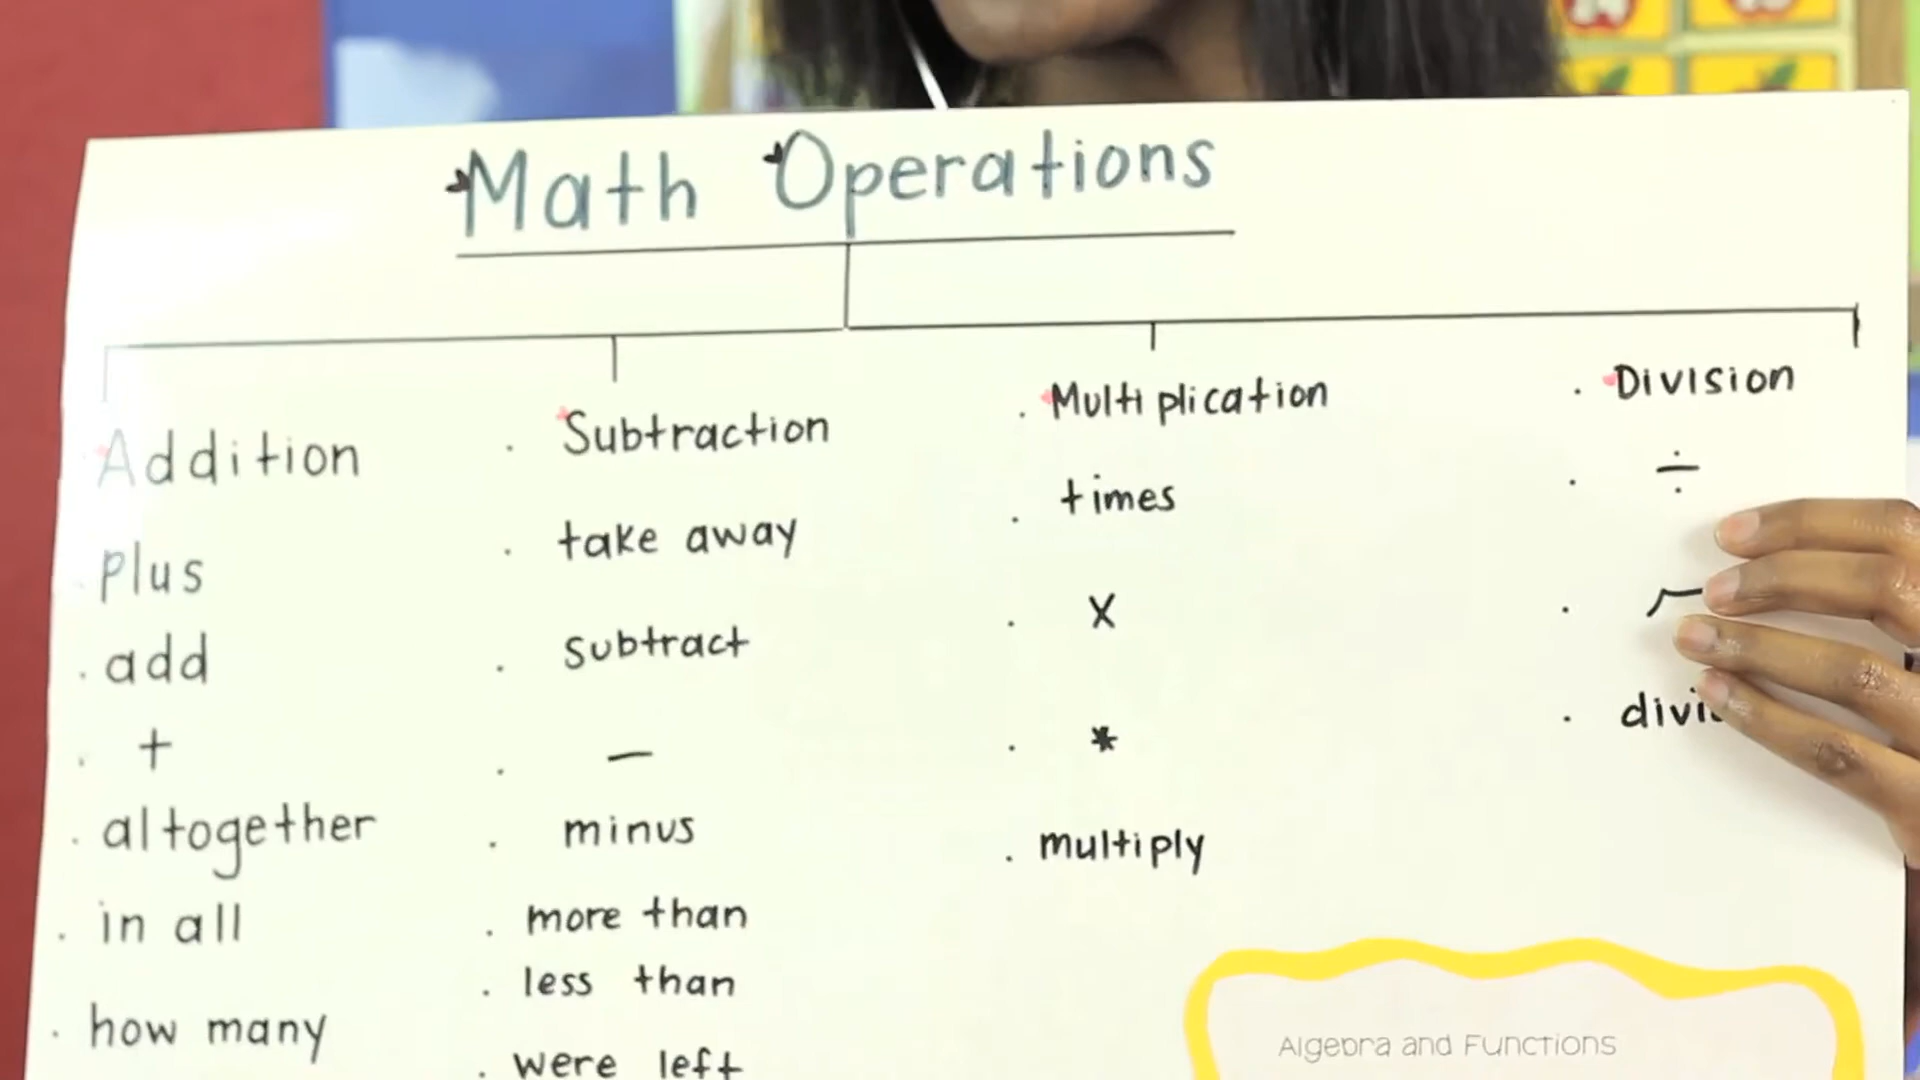 Math Operations
Addition
plus
add
+
altogether
in all
how many
Subtraction
take away
subtract
—
minus
more than
less than
were left
Multiplication
times
X
*
multiply
Division
÷
Algebra and Functions